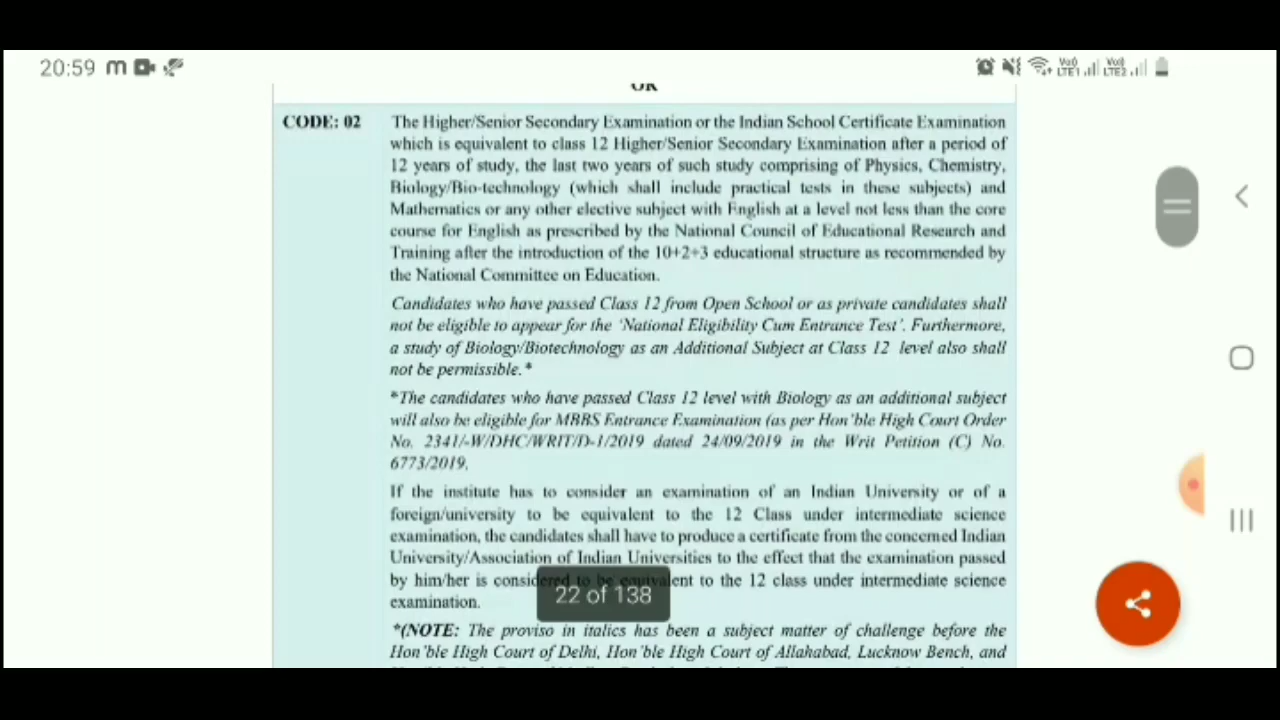 20:59
VoJ LTE1 VoJ LTE2
OR
CODE: 02
The Higher/Senior Secondary Examination or the Indian School Certificate Examination
which is equivalent to class 12 Higher/Senior Secondary Examination after a period of
12 years of study, the last two years of such study comprising of Physics, Chemistry,
Biology/Bio-technology (which shall include practical tests in these subjects) and
Mathematics or any other elective subject with English at a level not less than the core
course for English as prescribed by the National Council of Educational Research and
Training after the introduction of the 10+2+3 educational structure as recommended by
the National Committee on Education.
Candidates who have passed Class 12 from Open School or as private candidates shall
not be eligible to appear for the ‘National Eligibility Cum Entrance Test’. Furthermore,
a study of Biology/Biotechnology as an Additional Subject at Class 12 level also shall
not be permissible.*
*The candidates who have passed Class 12 level with Biology as an additional subject
will also be eligible for MBBS Entrance Examination (as per Hon’ble High Court Order
No. 2341/-W/DHC/WRIT/D-1/2019 dated 24/09/2019 in the Writ Petition (C) No.
6773/2019.
If the institute has to consider an examination of an Indian University or of a
foreign/university to be equivalent to the 12 Class under intermediate science
examination, the candidates shall have to produce a certificate from the concerned Indian
University/Association of Indian Universities to the effect that the examination passed
by him/her is considered to be equivalent to the 12 class under intermediate science
examination.
22 of 138
*(NOTE: The proviso in italics has been a subject matter of challenge before the
Hon’ble High Court of Delhi, Hon’ble High Court of Allahabad, Lucknow Bench, and